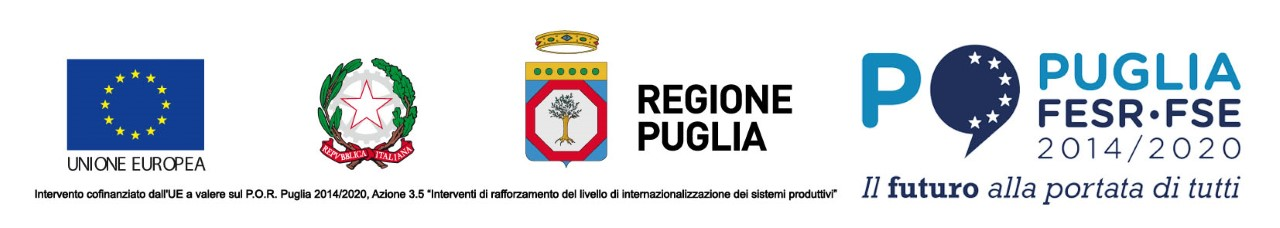 UNIONE EUROPEA
REPVBBLICA ITALIANA
REGIONE
PUGLIA
PO PUGLIA
FESR•FSE
2014/2020
Il futuro alla portata di tutti
Intervento cofinanziato dall'UE a valere sul P.O.R. Puglia 2014/2020, Azione 3.5 “Interventi di rafforzamento del livello di internazionalizzazione dei sistemi produttivi”